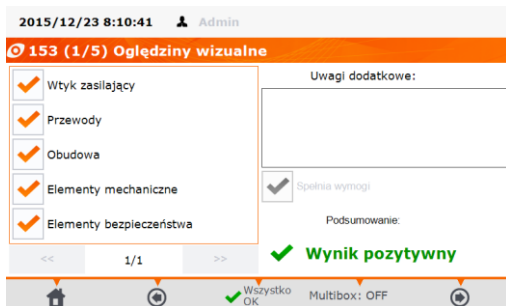 2015/12/23 8:10:41 Admin
153 (1/5) Oględziny wizualne
Wtyk zasilający
Przewody
Obudowa
Elementy mechaniczne
Elementy bezpieczeństwa
<< 1/1 >>
Uwagi dodatkowe:
Spełnia wymogi
Podsumowanie:
Wynik pozytywny
Wszystko
OK
Multibox: OFF